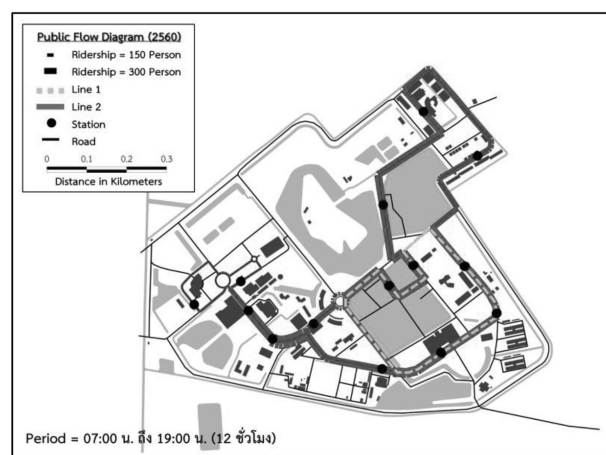 Public Flow Diagram (2560)
Ridership = 150 Person
Ridership = 300 Person
Line 1
Line 2
Station
Road
0 0.1 0.2 0.3
Distance in Kilometers
Period = 07:00 น. ถึง 19:00 น. (12 ชั่วโมง)